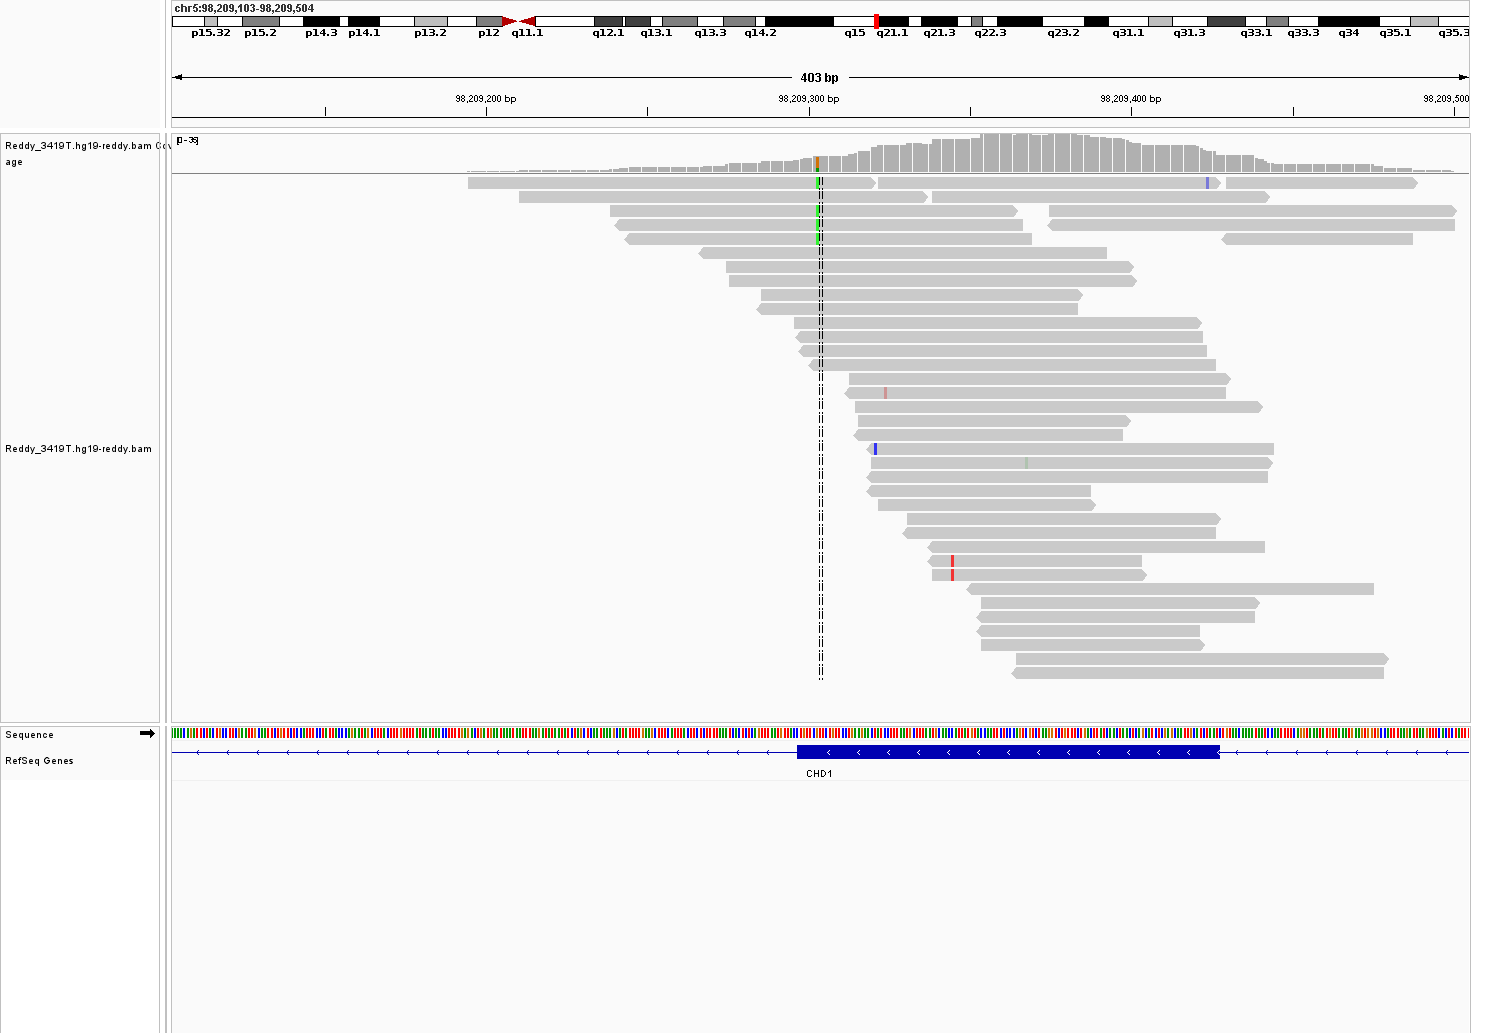 chr5:98,209,103-98,209,504
p15.32 p15.2 p14.3 p14.1 p13.2 p12 q11.1 q12.1 q13.1 q13.3 q14.2 q15 q21.1 q21.3 q22.3 q23.2 q23.3 q31.1 q31.3 q33.1 q33.3 q34 q35.1 q35.3
403 bp
98,209,200 bp 98,209,300 bp 98,209,400 bp 98,209,500
Reddy_3419T.hg19-reddy.bam Cov
age
Reddy_3419T.hg19-reddy.bam
Sequence
RefSeq Genes
CHD1